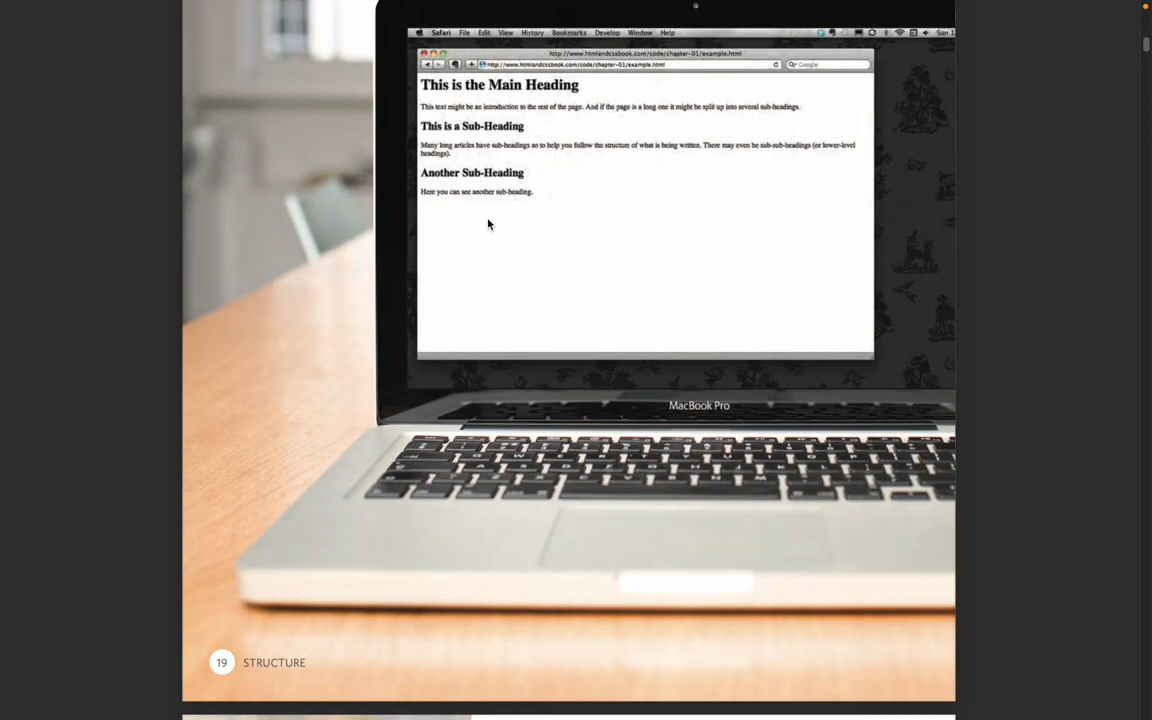 Safari File Edit View History Bookmarks Develop Window Help
Sun 1
http://www.htmlandcssbook.com/code/chapter-01/example.html
http://www.htmlandcssbook.com/code/chapter-01/example.html
Google
This is the Main Heading
This text might be an introduction to the rest of the page. And if the page is a long one it might be split up into several sub-headings.
This is a Sub-Heading
Many long articles have sub-headings so to help you follow the structure of what is being written. There may even be sub-sub-headings (or lower-level
headings).
Another Sub-Heading
Here you can see another sub-heading.
MacBook Pro
19 STRUCTURE